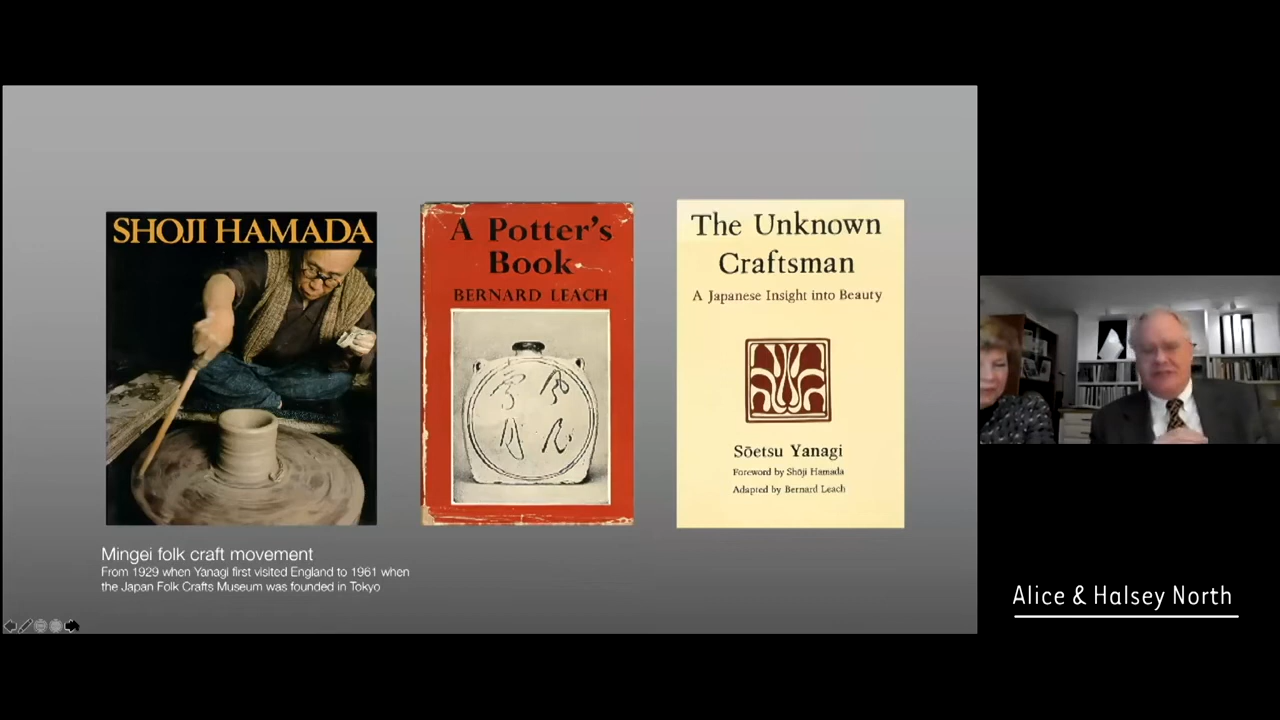 SHOJI HAMADA
A Potter's
Book
BERNARD LEACH
The Unknown
Craftsman
A Japanese Insight into Beauty
Sōetsu Yanagi
Foreword by Shōji Hamada
Adapted by Bernard Leach
Mingei folk craft movement
From 1929 when Yanagi first visited England to 1961 when
the Japan Folk Crafts Museum was founded in Tokyo
Alice & Halsey North